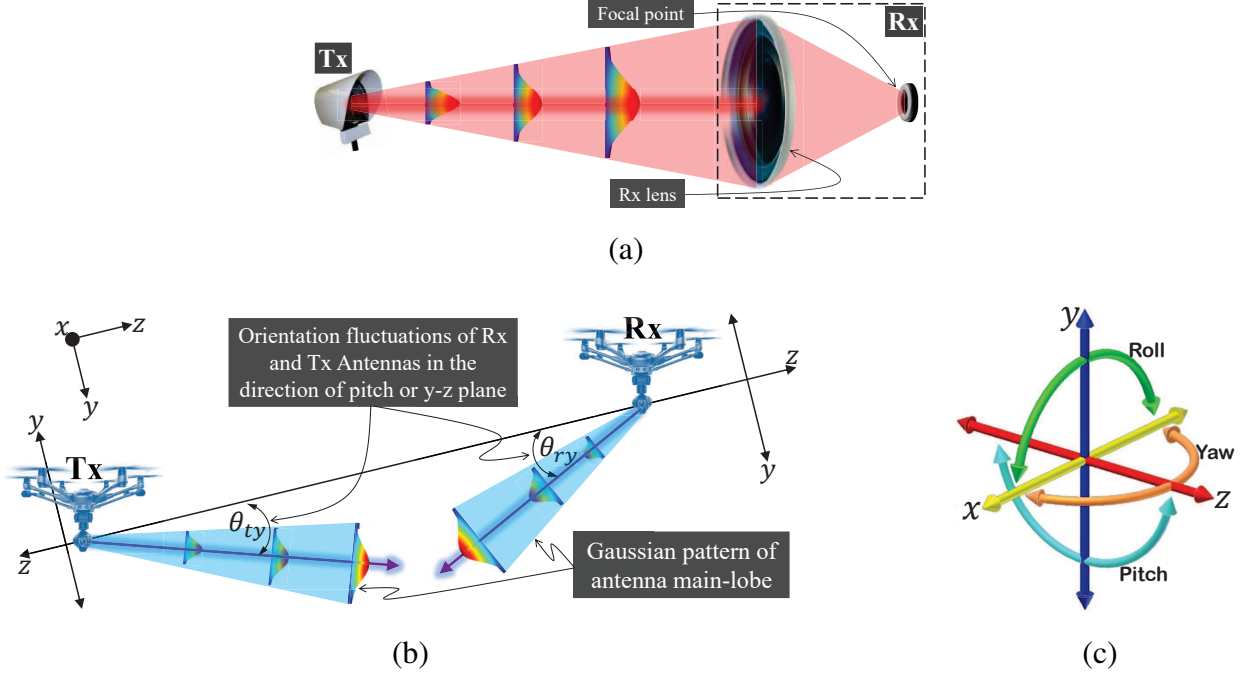 Focal point
Rx
Tx
Rx lens
(a)
x
z
y
Orientation fluctuations of Rx
and Tx Antennas in the
direction of pitch or y-z plane
Rx
z
y
θry
y
Tx
θty
z
Gaussian pattern of
antenna main-lobe
(b)
y
Roll
Yaw
x
z
Pitch
(c)